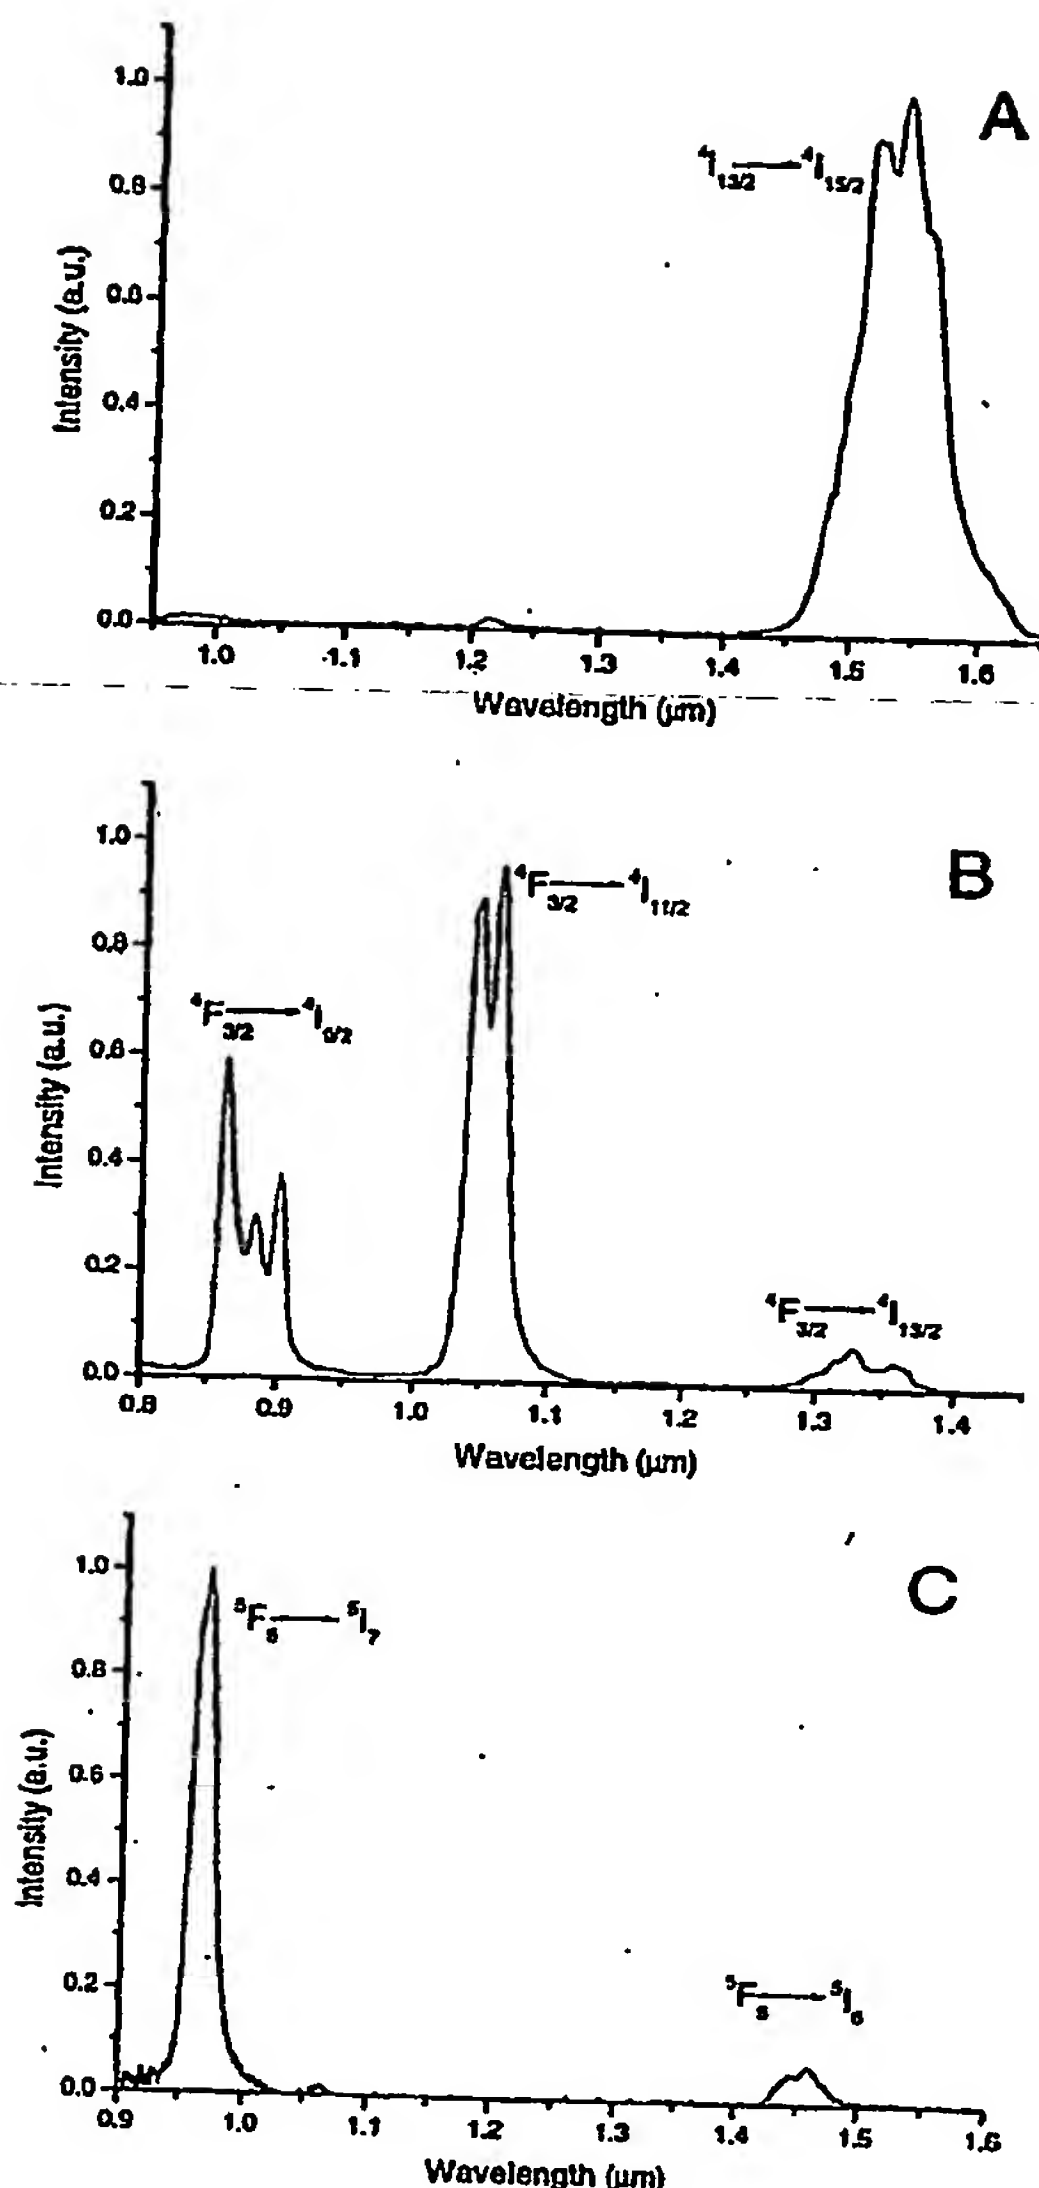 A
1.0
⁴I₁₃/₂ ⁴I₁₅/₂
0.8
0.6
0.4
0.2
0.0
Intensity (a.u.)
1.0 1.1 1.2 1.3 1.4 1.5 1.6
Wavelength (μm)
B
1.0
⁴F₃/₂ ⁴I₁₁/₂
0.8
⁴F₃/₂ ⁴I₉/₂
0.6
0.4
0.2
⁴F₃/₂ ⁴I₁₃/₂
0.0
Intensity (a.u.)
0.8 0.9 1.0 1.1 1.2 1.3 1.4
Wavelength (μm)
C
1.0
⁵F₅ ⁵I₇
0.8
0.6
0.4
0.2
⁵F₅ ⁵I₆
0.0
Intensity (a.u.)
0.9 1.0 1.1 1.2 1.3 1.4 1.5 1.6
Wavelength (μm)